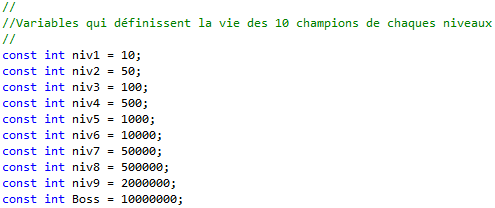 //
//Variables qui définissent la vie des 10 champions de chaques niveaux
//
const int niv1 = 10;
const int niv2 = 50;
const int niv3 = 100;
const int niv4 = 500;
const int niv5 = 1000;
const int niv6 = 10000;
const int niv7 = 50000;
const int niv8 = 500000;
const int niv9 = 2000000;
const int Boss = 10000000;